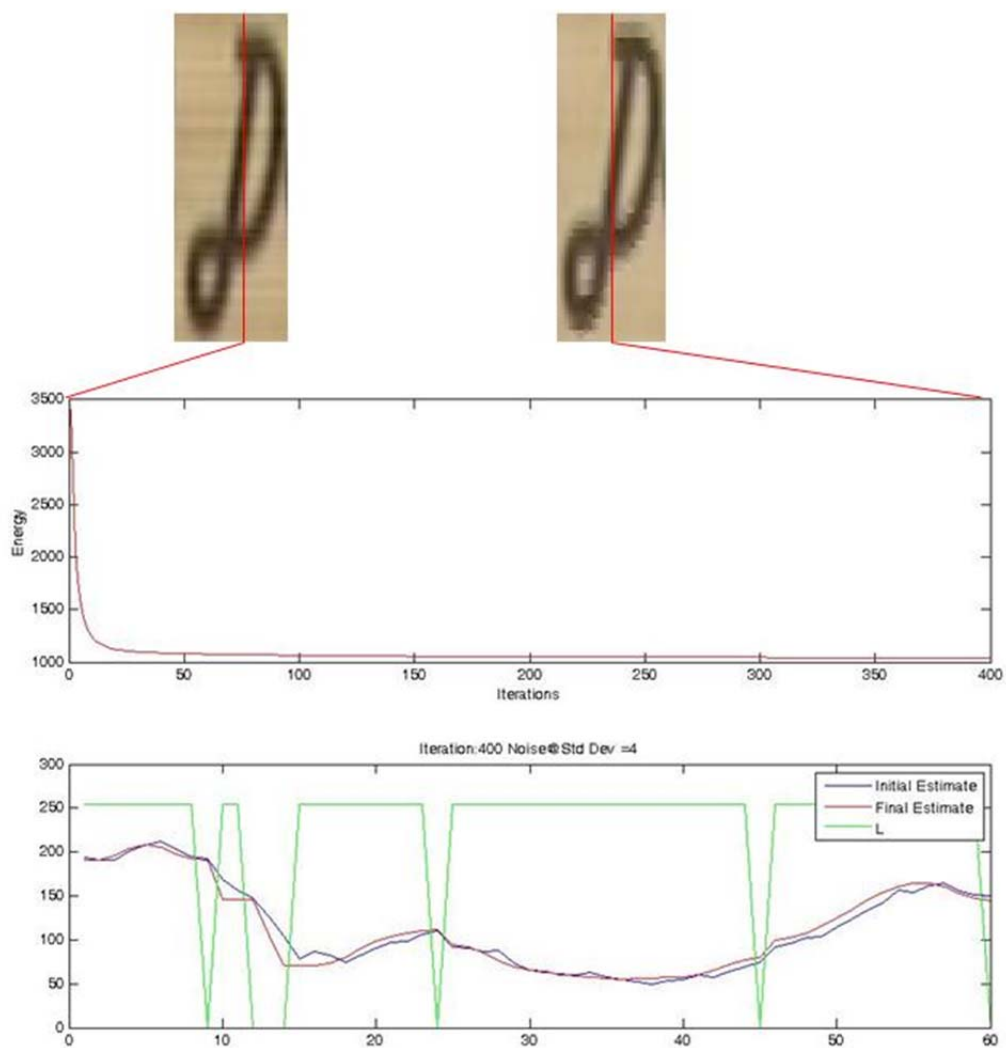 3500
3000
2500
2000
1500
1000
Energy
0 50 100 150 200 250 300 350 400
Iterations
Iteration:400 Noise@Std Dev =4
300
250
200
150
100
50
0
Initial Estimate
Final Estimate
L
0 10 20 30 40 50 60